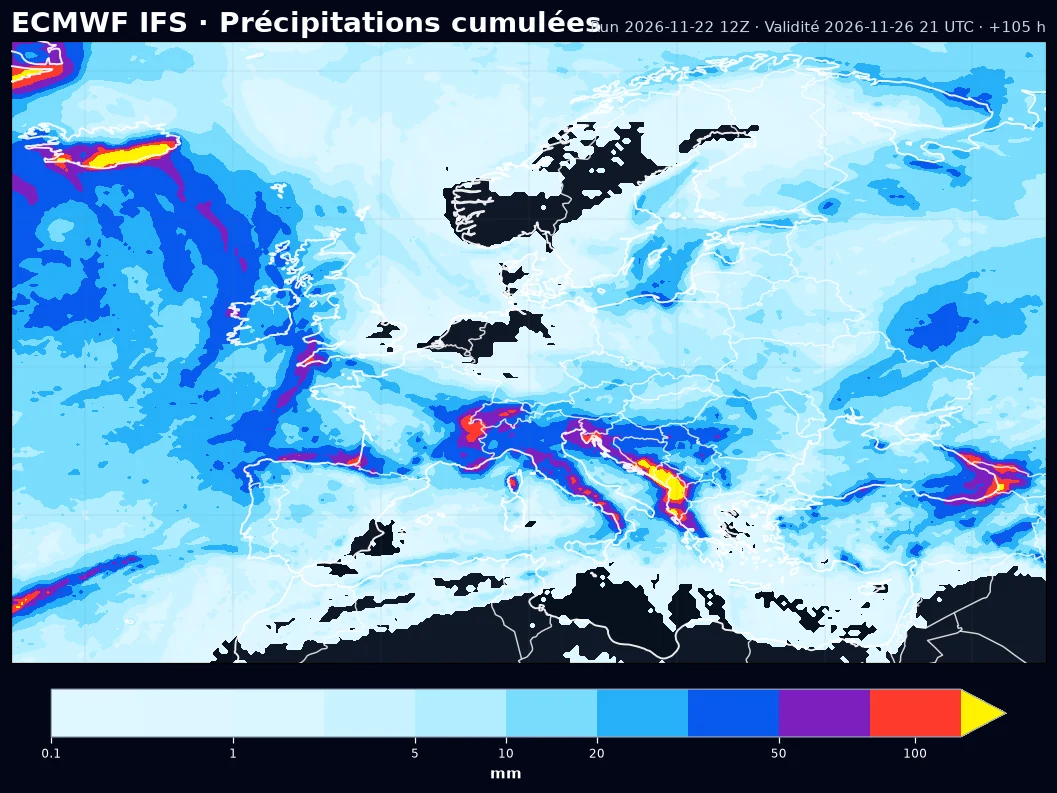 ECMWF IFS · Précipitations cumulées
Run 2026-11-22 12Z · Validité 2026-11-26 21 UTC · +105 h
0.1 1 5 10 20 50 100
mm